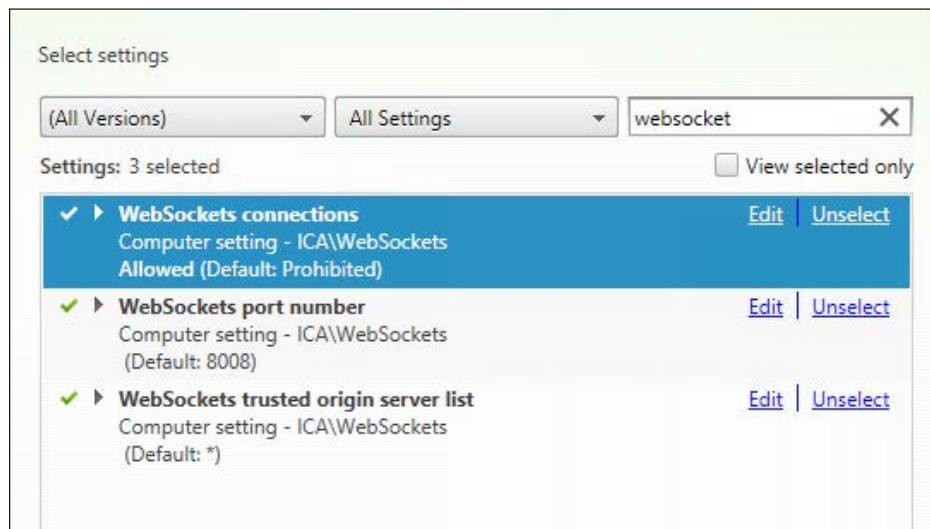 Select settings
(All Versions) All Settings websocket
Settings: 3 selected View selected only
WebSockets connections Edit Unselect
Computer setting - ICA\WebSockets
Allowed (Default: Prohibited)
WebSockets port number Edit Unselect
Computer setting - ICA\WebSockets
(Default: 8008)
WebSockets trusted origin server list Edit Unselect
Computer setting - ICA\WebSockets
(Default: *)